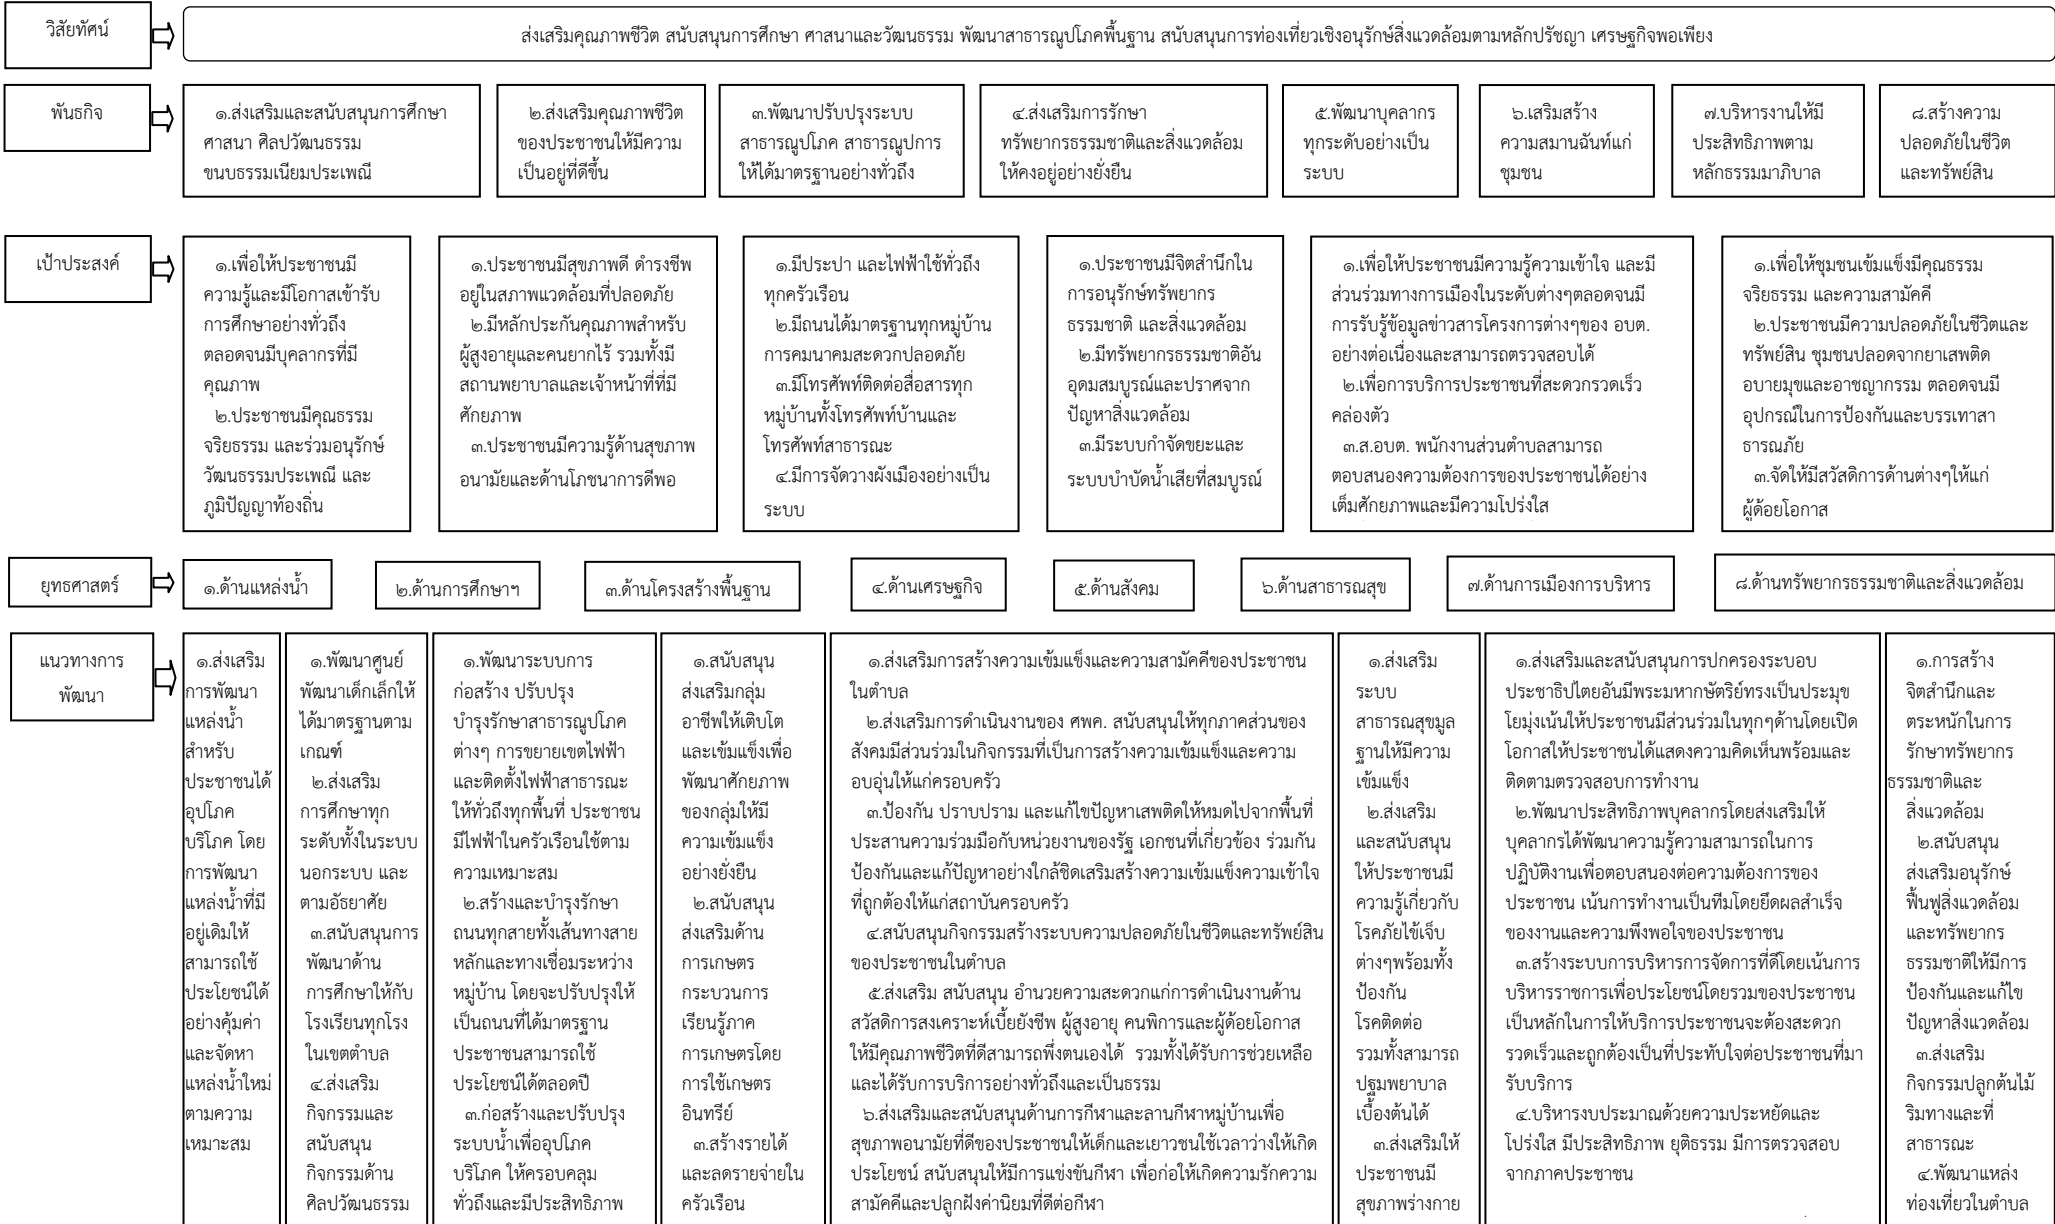 วิสัยทัศน์
ส่งเสริมคุณภาพชีวิต สนับสนุนการศึกษา ศาสนาและวัฒนธรรม พัฒนาสาธารณูปโภคพื้นฐาน สนับสนุนการท่องเที่ยวเชิงอนุรักษ์สิ่งแวดล้อมตามหลักปรัชญา เศรษฐกิจพอเพียง
พันธกิจ
๑.ส่งเสริมและสนับสนุนการศึกษา
ศาสนา ศิลปวัฒนธรรม
ขนบธรรมเนียมประเพณี
๒.ส่งเสริมคุณภาพชีวิต
ของประชาชนให้มีความ
เป็นอยู่ที่ดีขึ้น
๓.พัฒนาปรับปรุงระบบ
สาธารณูปโภค สาธารณูปการ
ให้ได้มาตรฐานอย่างทั่วถึง
๔.ส่งเสริมการรักษา
ทรัพยากรธรรมชาติและสิ่งแวดล้อม
ให้คงอยู่อย่างยั่งยืน
๕.พัฒนาบุคลากร
ทุกระดับอย่างเป็น
ระบบ
๖.เสริมสร้าง
ความสมานฉันท์แก่
ชุมชน
๗.บริหารงานให้มี
ประสิทธิภาพตาม
หลักธรรมมาภิบาล
๘.สร้างความ
ปลอดภัยในชีวิต
และทรัพย์สิน
เป้าประสงค์
๑.เพื่อให้ประชาชนมี
ความรู้และมีโอกาสเข้ารับ
การศึกษาอย่างทั่วถึง
ตลอดจนมีบุคลากรที่มี
คุณภาพ
๒.ประชาชนมีคุณธรรม
จริยธรรม และร่วมอนุรักษ์
วัฒนธรรมประเพณี และ
ภูมิปัญญาท้องถิ่น
๑.ประชาชนมีสุขภาพดี ดำรงชีพ
อยู่ในสภาพแวดล้อมที่ปลอดภัย
๒.มีหลักประกันคุณภาพสำหรับ
ผู้สูงอายุและคนยากไร้ รวมทั้งมี
สถานพยาบาลและเจ้าหน้าที่ที่มี
ศักยภาพ
๓.ประชาชนมีความรู้ด้านสุขภาพ
อนามัยและด้านโภชนาการดีพอ
๑.มีประปา และไฟฟ้าใช้ทั่วถึง
ทุกครัวเรือน
๒.มีถนนได้มาตรฐานทุกหมู่บ้าน
การคมนาคมสะดวกปลอดภัย
๓.มีโทรศัพท์ติดต่อสื่อสารทุก
หมู่บ้านทั้งโทรศัพท์บ้านและ
โทรศัพท์สาธารณะ
๔.มีการจัดวางผังเมืองอย่างเป็น
ระบบ
๑.ประชาชนมีจิตสำนึกใน
การอนุรักษ์ทรัพยากร
ธรรมชาติ และสิ่งแวดล้อม
๒.มีทรัพยากรธรรมชาติอัน
อุดมสมบูรณ์และปราศจาก
ปัญหาสิ่งแวดล้อม
๓.มีระบบกำจัดขยะและ
ระบบบำบัดน้ำเสียที่สมบูรณ์
๑.เพื่อให้ประชาชนมีความรู้ความเข้าใจ และมี
ส่วนร่วมทางการเมืองในระดับต่างๆตลอดจนมี
การรับรู้ข้อมูลข่าวสารโครงการต่างๆของ อบต.
อย่างต่อเนื่องและสามารถตรวจสอบได้
๒.เพื่อการบริการประชาชนที่สะดวกรวดเร็ว
คล่องตัว
๓.ส.อบต. พนักงานส่วนตำบลสามารถ
ตอบสนองความต้องการของประชาชนได้อย่าง
เต็มศักยภาพและมีความโปร่งใส
๑.เพื่อให้ชุมชนเข้มแข็งมีคุณธรรม
จริยธรรม และความสามัคคี
๒.ประชาชนมีความปลอดภัยในชีวิตและ
ทรัพย์สิน ชุมชนปลอดจากยาเสพติด
อบายมุขและอาชญากรรม ตลอดจนมี
อุปกรณ์ในการป้องกันและบรรเทาสา
ธารณภัย
๓.จัดให้มีสวัสดิการด้านต่างๆให้แก่
ผู้ด้อยโอกาส
ยุทธศาสตร์
๑.ด้านแหล่งน้ำ
๒.ด้านการศึกษาฯ
๓.ด้านโครงสร้างพื้นฐาน
๔.ด้านเศรษฐกิจ
๕.ด้านสังคม
๖.ด้านสาธารณสุข
๗.ด้านการเมืองการบริหาร
๘.ด้านทรัพยากรธรรมชาติและสิ่งแวดล้อม
แนวทางการ
พัฒนา
๑.ส่งเสริม
การพัฒนา
แหล่งน้ำ
สำหรับ
ประชาชนได้
อุปโภค
บริโภค โดย
การพัฒนา
แหล่งน้ำที่มี
อยู่เดิมให้
สามารถใช้
ประโยชน์ได้
อย่างคุ้มค่า
และจัดหา
แหล่งน้ำใหม่
ตามความ
เหมาะสม
๑.พัฒนาศูนย์
พัฒนาเด็กเล็กให้
ได้มาตรฐานตาม
เกณฑ์
๒.ส่งเสริม
การศึกษาทุก
ระดับทั้งในระบบ
นอกระบบ และ
ตามอัธยาศัย
๓.สนับสนุนการ
พัฒนาด้าน
การศึกษาให้กับ
โรงเรียนทุกโรง
ในเขตตำบล
๔.ส่งเสริม
กิจกรรมและ
สนับสนุน
กิจกรรมด้าน
ศิลปวัฒนธรรม
๑.พัฒนาระบบการ
ก่อสร้าง ปรับปรุง
บำรุงรักษาสาธารณูปโภค
ต่างๆ การขยายเขตไฟฟ้า
และติดตั้งไฟฟ้าสาธารณะ
ให้ทั่วถึงทุกพื้นที่ ประชาชน
มีไฟฟ้าในครัวเรือนใช้ตาม
ความเหมาะสม
๒.สร้างและบำรุงรักษา
ถนนทุกสายทั้งเส้นทางสาย
หลักและทางเชื่อมระหว่าง
หมู่บ้าน โดยจะปรับปรุงให้
เป็นถนนที่ได้มาตรฐาน
ประชาชนสามารถใช้
ประโยชน์ได้ตลอดปี
๓.ก่อสร้างและปรับปรุง
ระบบน้ำเพื่ออุปโภค
บริโภค ให้ครอบคลุม
ทั่วถึงและมีประสิทธิภาพ
๑.สนับสนุน
ส่งเสริมกลุ่ม
อาชีพให้เติบโต
และเข้มแข็งเพื่อ
พัฒนาศักยภาพ
ของกลุ่มให้มี
ความเข้มแข็ง
อย่างยั่งยืน
๒.สนับสนุน
ส่งเสริมด้าน
การเกษตร
กระบวนการ
เรียนรู้ภาค
การเกษตรโดย
การใช้เกษตร
อินทรีย์
๓.สร้างรายได้
และลดรายจ่ายใน
ครัวเรือน
๑.ส่งเสริมการสร้างความเข้มแข็งและความสามัคคีของประชาชน
ในตำบล
๒.ส่งเสริมการดำเนินงานของ ศพค. สนับสนุนให้ทุกภาคส่วนของ
สังคมมีส่วนร่วมในกิจกรรมที่เป็นการสร้างความเข้มแข็งและความ
อบอุ่นให้แก่ครอบครัว
๓.ป้องกัน ปราบปราม และแก้ไขปัญหาเสพติดให้หมดไปจากพื้นที่
ประสานความร่วมมือกับหน่วยงานของรัฐ เอกชนที่เกี่ยวข้อง ร่วมกัน
ป้องกันและแก้ปัญหาอย่างใกล้ชิดเสริมสร้างความเข้มแข็งความเข้าใจ
ที่ถูกต้องให้แก่สถาบันครอบครัว
๔.สนับสนุนกิจกรรมสร้างระบบความปลอดภัยในชีวิตและทรัพย์สิน
ของประชาชนในตำบล
๕.ส่งเสริม สนับสนุน อำนวยความสะดวกแก่การดำเนินงานด้าน
สวัสดิการสงเคราะห์เบี้ยยังชีพ ผู้สูงอายุ คนพิการและผู้ด้อยโอกาส
ให้มีคุณภาพชีวิตที่ดีสามารถพึ่งตนเองได้ รวมทั้งได้รับการช่วยเหลือ
และได้รับการบริการอย่างทั่วถึงและเป็นธรรม
๖.ส่งเสริมและสนับสนุนด้านการกีฬาและลานกีฬาหมู่บ้านเพื่อ
สุขภาพอนามัยที่ดีของประชาชนให้เด็กและเยาวชนใช้เวลาว่างให้เกิด
ประโยชน์ สนับสนุนให้มีการแข่งขันกีฬา เพื่อก่อให้เกิดความรักความ
สามัคคีและปลูกฝังค่านิยมที่ดีต่อกีฬา
๑.ส่งเสริม
ระบบ
สาธารณสุขมูล
ฐานให้มีความ
เข้มแข็ง
๒.ส่งเสริม
และสนับสนุน
ให้ประชาชนมี
ความรู้เกี่ยวกับ
โรคภัยไข้เจ็บ
ต่างๆพร้อมทั้ง
ป้องกัน
โรคติดต่อ
รวมทั้งสามารถ
ปฐมพยาบาล
เบื้องต้นได้
๓.ส่งเสริมให้
ประชาชนมี
สุขภาพร่างกาย
๑.ส่งเสริมและสนับสนุนการปกครองระบอบ
ประชาธิปไตยอันมีพระมหากษัตริย์ทรงเป็นประมุข
โยมุ่งเน้นให้ประชาชนมีส่วนร่วมในทุกๆด้านโดยเปิด
โอกาสให้ประชาชนได้แสดงความคิดเห็นพร้อมและ
ติดตามตรวจสอบการทำงาน
๒.พัฒนาประสิทธิภาพบุคลากรโดยส่งเสริมให้
บุคลากรได้พัฒนาความรู้ความสามารถในการ
ปฏิบัติงานเพื่อตอบสนองต่อความต้องการของ
ประชาชน เน้นการทำงานเป็นทีมโดยยึดผลสำเร็จ
ของงานและความพึงพอใจของประชาชน
๓.สร้างระบบการบริหารการจัดการที่ดีโดยเน้นการ
บริหารราชการเพื่อประโยชน์โดยรวมของประชาชน
เป็นหลักในการให้บริการประชาชนจะต้องสะดวก
รวดเร็วและถูกต้องเป็นที่ประทับใจต่อประชาชนที่มา
รับบริการ
๔.บริหารงบประมาณด้วยความประหยัดและ
โปร่งใส มีประสิทธิภาพ ยุติธรรม มีการตรวจสอบ
จากภาคประชาชน
๑.การสร้าง
จิตสำนึกและ
ตระหนักในการ
รักษาทรัพยากร
ธรรมชาติและ
สิ่งแวดล้อม
๒.สนับสนุน
ส่งเสริมอนุรักษ์
ฟื้นฟูสิ่งแวดล้อม
และทรัพยากร
ธรรมชาติให้มีการ
ป้องกันและแก้ไข
ปัญหาสิ่งแวดล้อม
๓.ส่งเสริม
กิจกรรมปลูกต้นไม้
ริมทางและที่
สาธารณะ
๔.พัฒนาแหล่ง
ท่องเที่ยวในตำบล